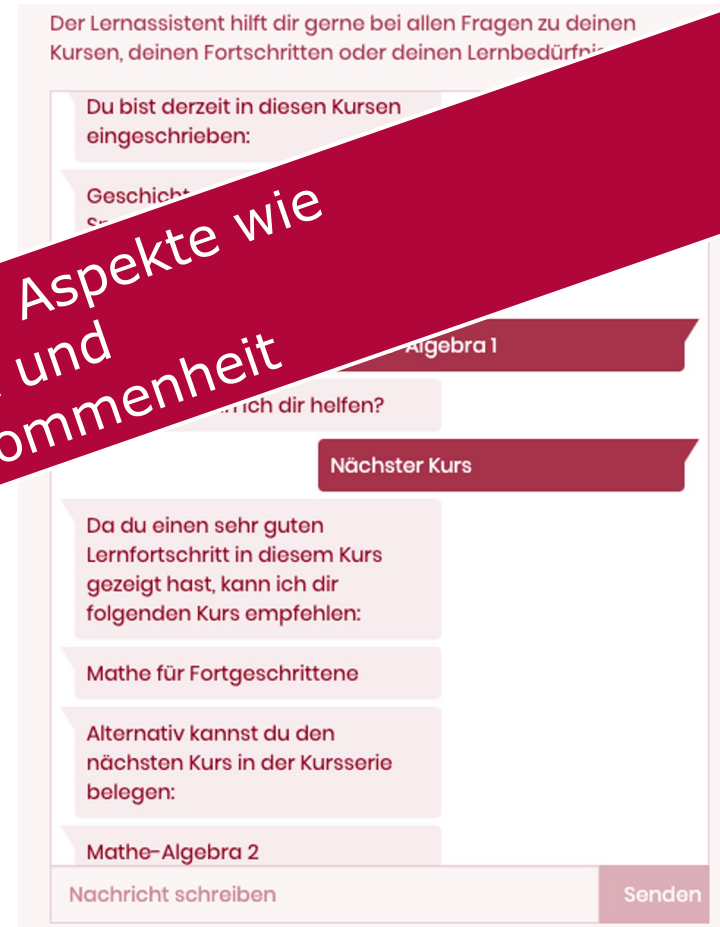 Der Lernassistent hilft dir gerne bei allen Fragen zu deinen
Kursen, deinen Fortschritten oder deinen
Du bist derzeit in diesen Kursen
eingeschrieben:
Aspekte wie
und
Algebra 1
ich dir helfen?
Nächster Kurs
Da du einen sehr guten
Lernfortschritt in diesem Kurs
gezeigt hast, kann ich dir
folgenden Kurs empfehlen:
Mathe für Fortgeschrittene
Alternativ kannst du den
nächsten Kurs in der Kursserie
belegen:
Mathe-Algebra 2
Nachricht schreiben
Senden